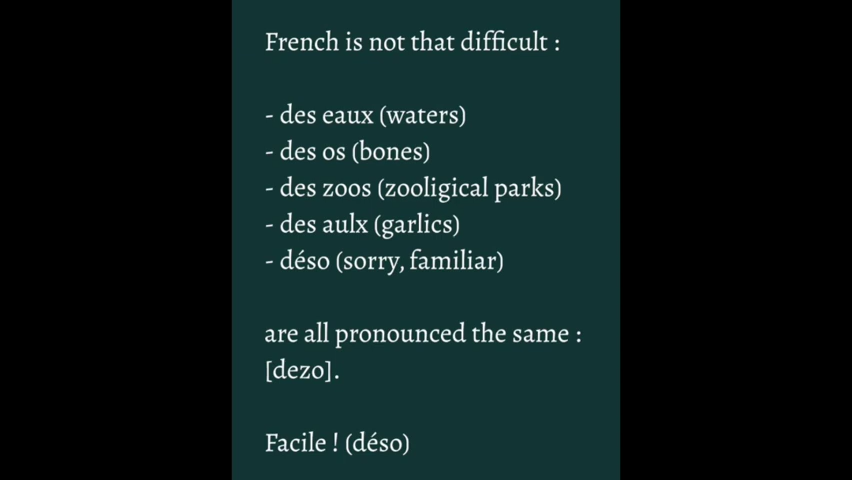 French is not that difficult :
- des eaux (waters)
- des os (bones)
- des zoos (zooligical parks)
- des aulx (garlics)
- déso (sorry, familiar)
are all pronounced the same :
[dezo].
Facile ! (déso)